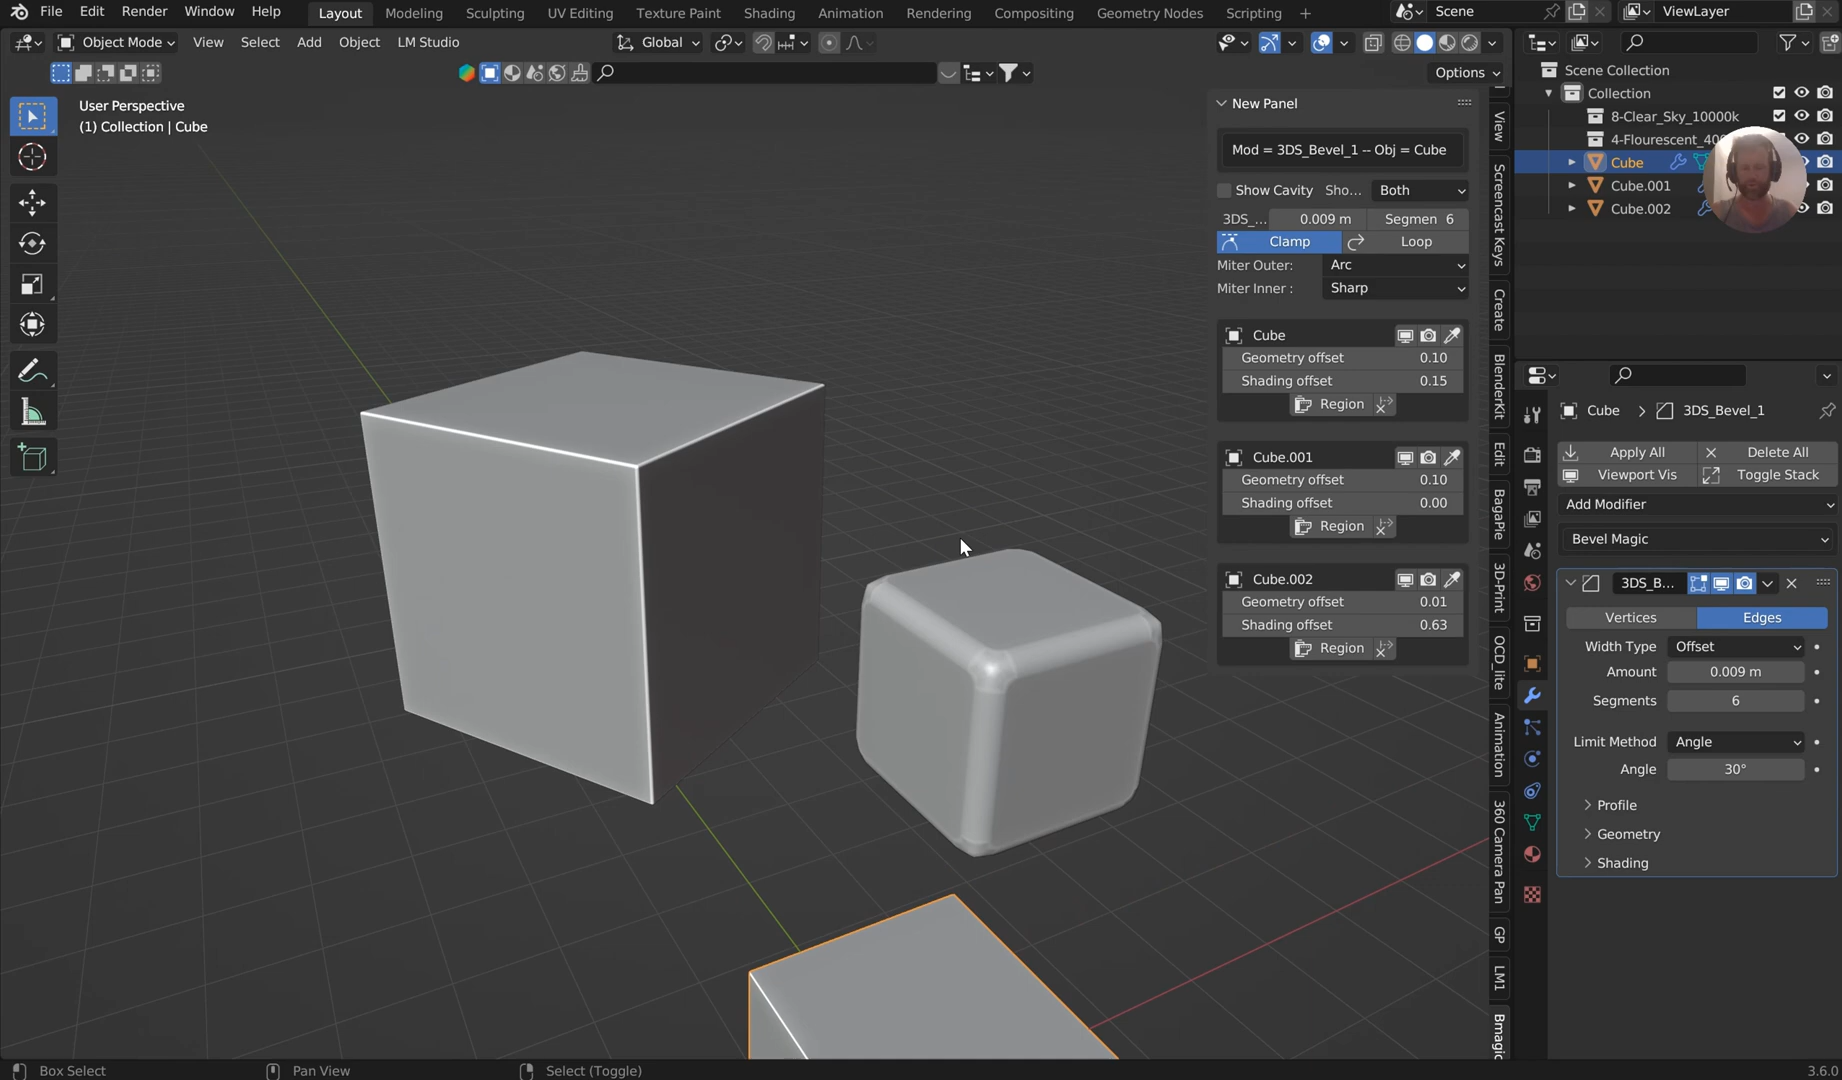 File Edit Render Window Help Layout Modeling Sculpting UV Editing Texture Paint Shading Animation Rendering Compositing Geometry Nodes Scripting + Scene ViewLayer
Object Mode View Select Add Object LM Studio Global
Options
User Perspective
(1) Collection | Cube
New Panel
Mod = 3DS_Bevel_1 -- Obj = Cube
Show Cavity Sho... Both
3DS_... 0.009 m Segmen 6
Clamp Loop
Miter Outer: Arc
Miter Inner : Sharp
Cube
Geometry offset 0.10
Shading offset 0.15
Region
Cube.001
Geometry offset 0.10
Shading offset 0.00
Region
Cube.002
Geometry offset 0.01
Shading offset 0.63
Region
View
Screencast Keys
Create
BlenderKit
Edit
BagaPie
3D-Print
OCD_lite
Animation
360 Camera Pan
GP
LM1
Bmagic
Scene Collection
Collection
8-Clear_Sky_10000k
4-Flourescent_40
Cube
Cube.001
Cube.002
Cube 3DS_Bevel_1
Apply All Delete All
Viewport Vis Toggle Stack
Add Modifier
Bevel Magic
3DS_B...
Vertices Edges
Width Type Offset
Amount 0.009 m
Segments 6
Limit Method Angle
Angle 30°
Profile
Geometry
Shading
Box Select Pan View Select (Toggle) 3.6.0